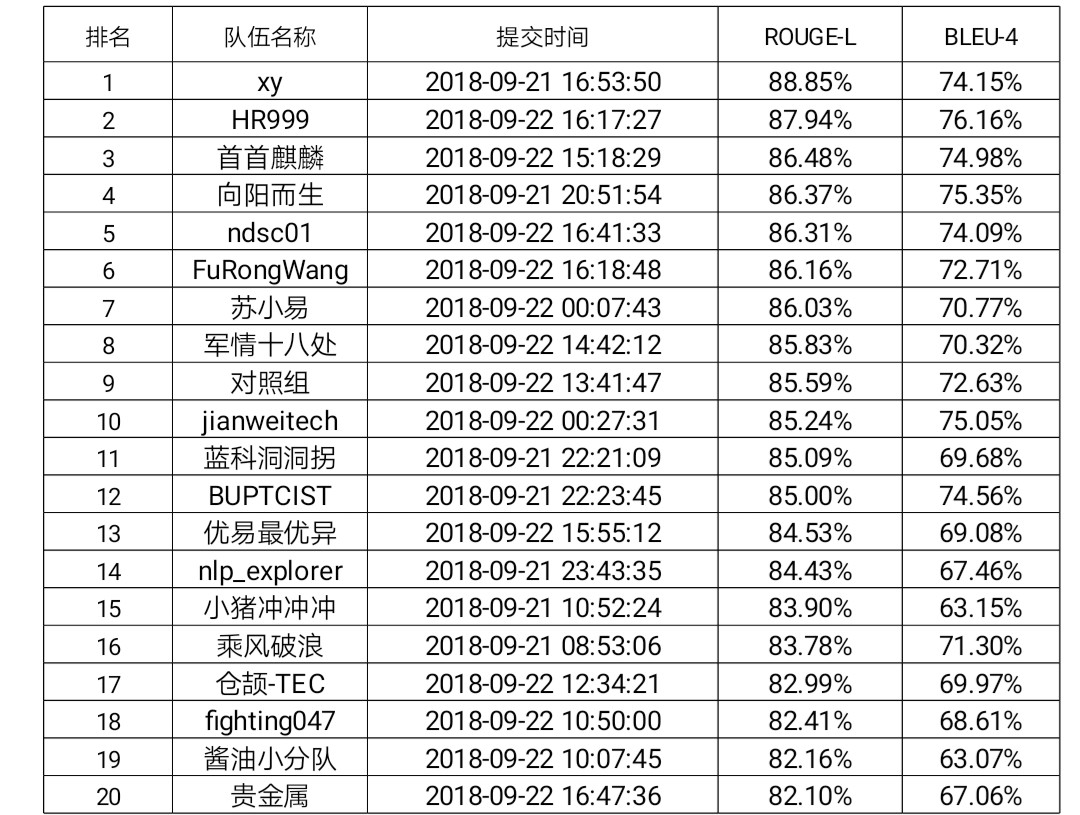 排名 队伍名称 提交时间 ROUGE-L BLEU-4
1 xy 2018-09-21 16:53:50 88.85% 74.15%
2 HR999 2018-09-22 16:17:27 87.94% 76.16%
3 首首麒麟 2018-09-22 15:18:29 86.48% 74.98%
4 向阳而生 2018-09-21 20:51:54 86.37% 75.35%
5 ndsc01 2018-09-22 16:41:33 86.31% 74.09%
6 FuRongWang 2018-09-22 16:18:48 86.16% 72.71%
7 苏小易 2018-09-22 00:07:43 86.03% 70.77%
8 军情十八处 2018-09-22 14:42:12 85.83% 70.32%
9 对照组 2018-09-22 13:41:47 85.59% 72.63%
10 jianweitech 2018-09-22 00:27:31 85.24% 75.05%
11 蓝科洞洞拐 2018-09-21 22:21:09 85.09% 69.68%
12 BUPTCIST 2018-09-21 22:23:45 85.00% 74.56%
13 优易最优异 2018-09-22 15:55:12 84.53% 69.08%
14 nlp_explorer 2018-09-21 23:43:35 84.43% 67.46%
15 小猪冲冲冲 2018-09-21 10:52:24 83.90% 63.15%
16 乘风破浪 2018-09-21 08:53:06 83.78% 71.30%
17 仓颉-TEC 2018-09-22 12:34:21 82.99% 69.97%
18 fighting047 2018-09-22 10:50:00 82.41% 68.61%
19 酱油小分队 2018-09-22 10:07:45 82.16% 63.07%
20 贵金属 2018-09-22 16:47:36 82.10% 67.06%